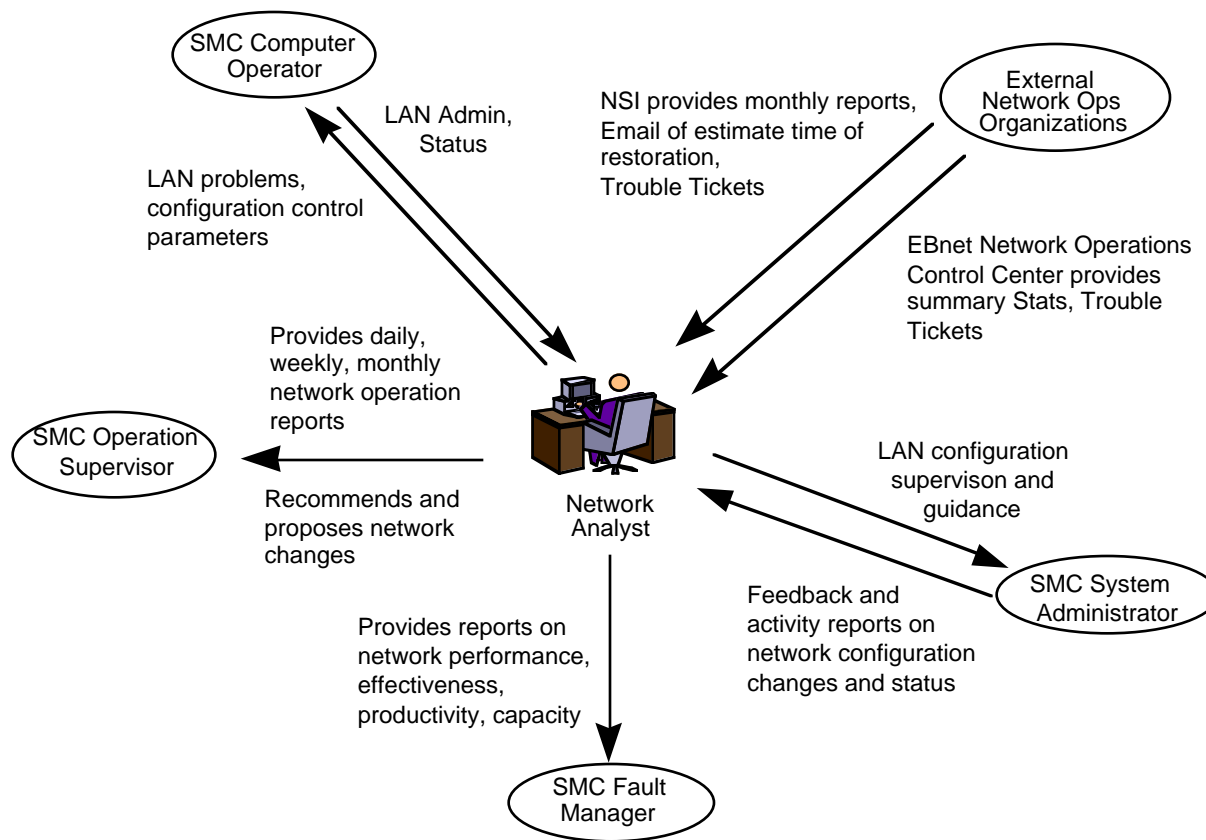 SMC Computer
Operator
LAN Admin,
Status
LAN problems,
configuration control
parameters
NSI provides monthly reports,
Email of estimate time of
restoration,
Trouble Tickets
External
Network Ops
Organizations
EBnet Network Operations
Control Center provides
summary Stats, Trouble
Tickets
Provides daily,
weekly, monthly
network operation
reports
SMC Operation
Supervisor
Recommends and
proposes network
changes
Network
Analyst
LAN configuration
supervison and
guidance
SMC System
Administrator
Feedback and
activity reports on
network configuration
changes and status
Provides reports on
network performance,
effectiveness,
productivity, capacity
SMC Fault
Manager